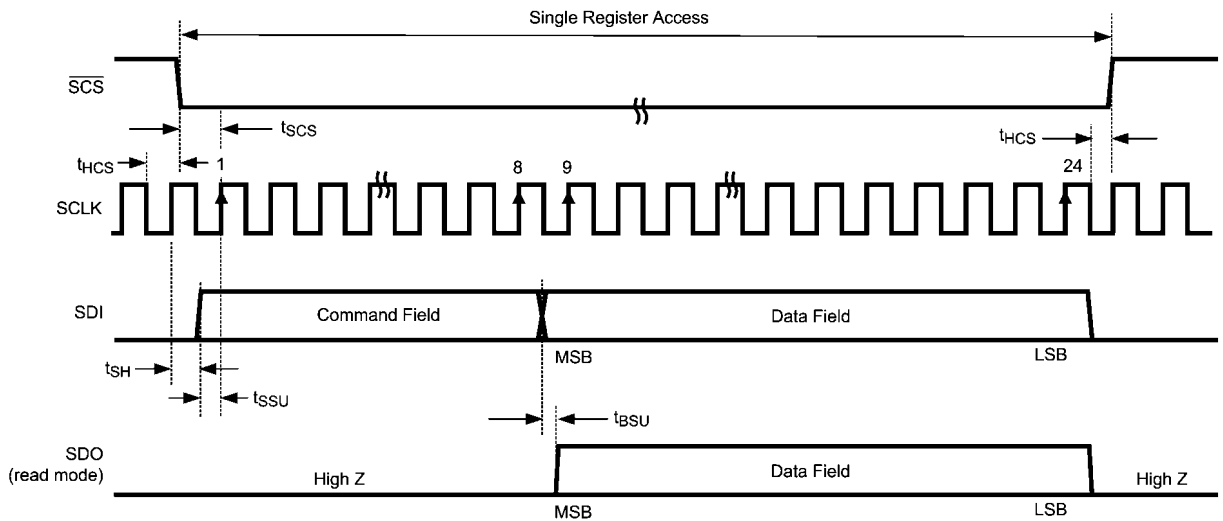 Single Register Access
SCS
tSCS
tHCS
tHCS
1
8
9
24
SCLK
SDI
Command Field
Data Field
MSB
LSB
tSH
tSSU
tBSU
SDO
(read mode)
High Z
Data Field
High Z
MSB
LSB